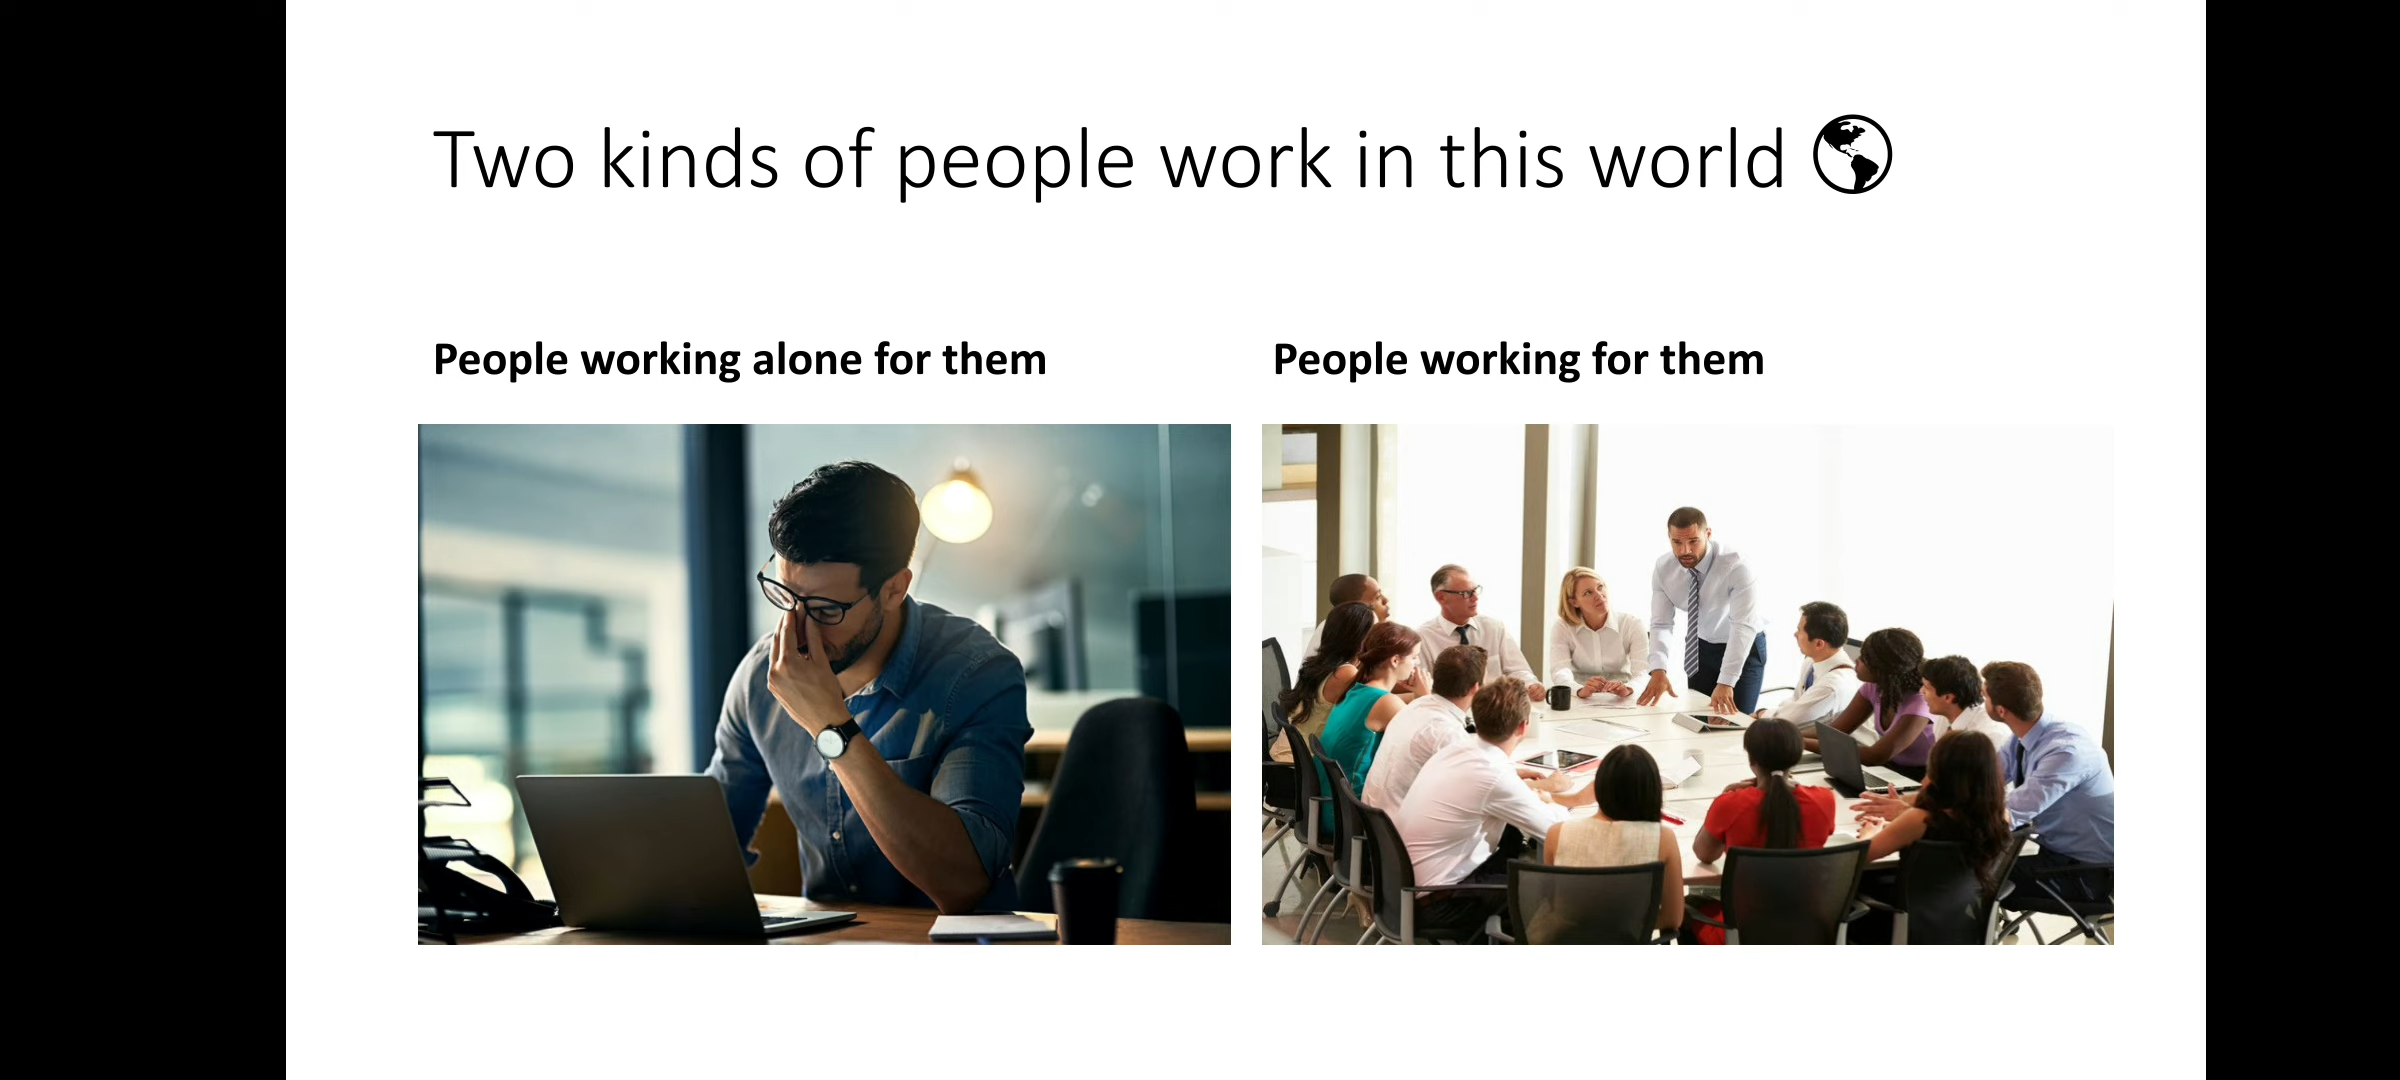 Two kinds of people work in this world 🌎
People working alone for them
People working for them